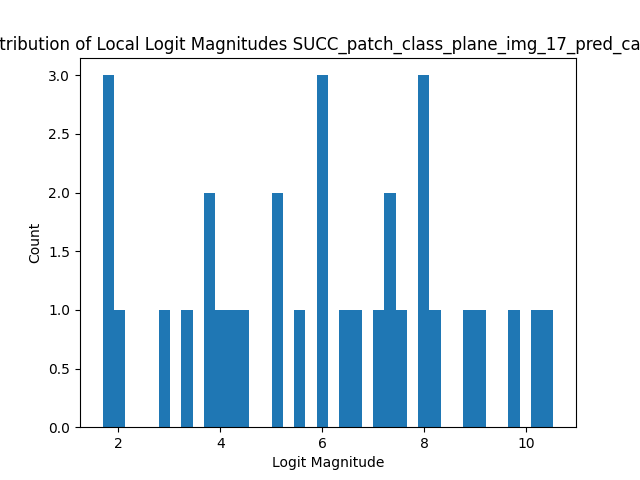 tribution of Local Logit Magnitudes SUCC_patch_class_plane_img_17_pred_ca
3.0
2.5
2.0
1.5
1.0
0.5
0.0
Count
2 4 6 8 10
Logit Magnitude